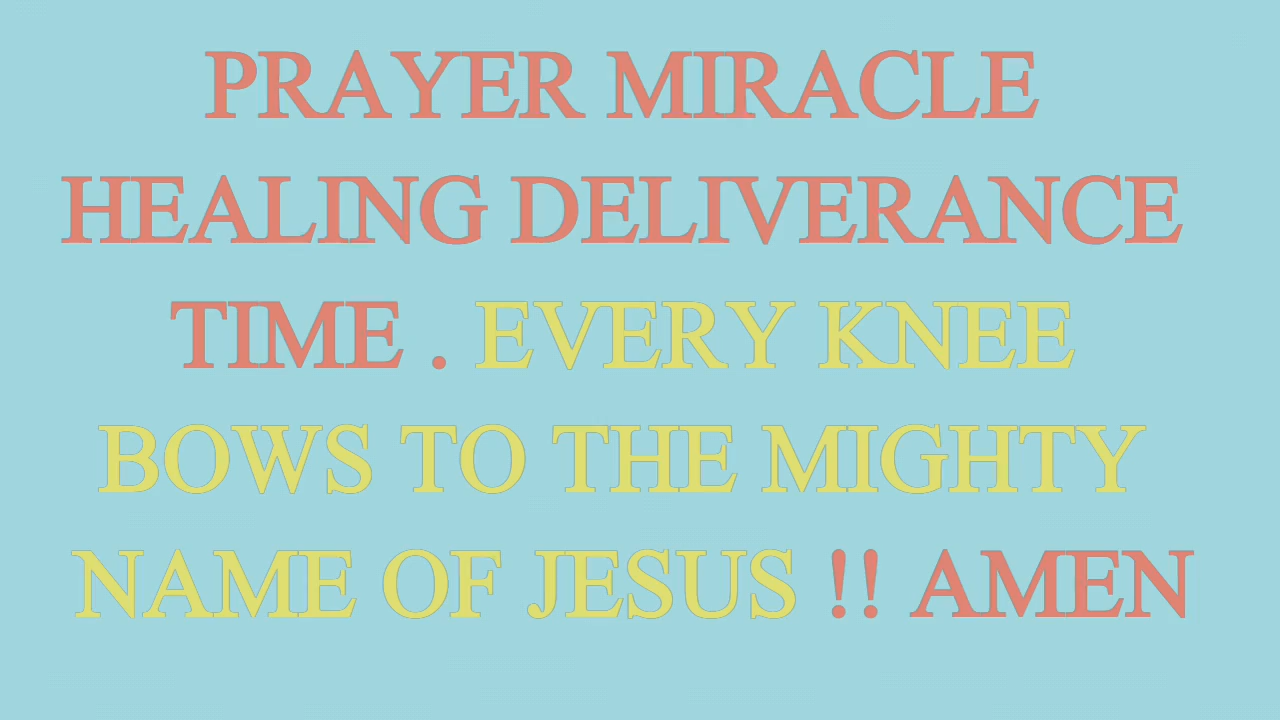 PRAYER MIRACLE
HEALING DELIVERANCE
TIME . EVERY KNEE
BOWS TO THE MIGHTY
NAME OF JESUS !! AMEN